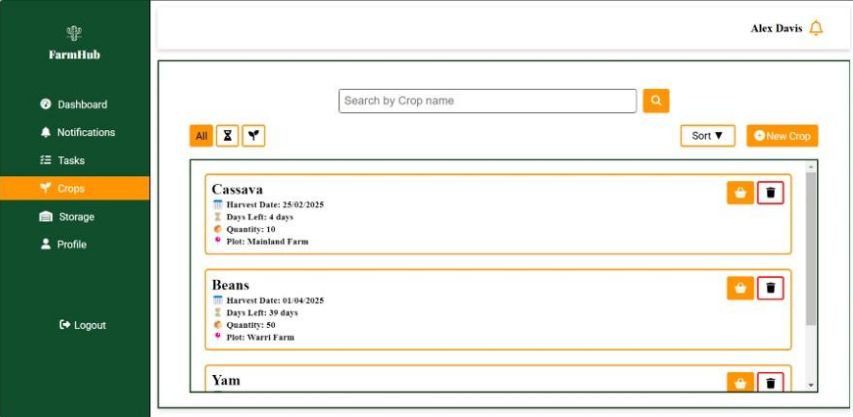 FarmHub
Dashboard
Notifications
Tasks
Crops
Storage
Profile
Logout
Alex Davis
Search by Crop name
All
Sort ▼
New Crop
Cassava
Harvest Date: 25/02/2025
Days Left: 4 days
Quantity: 10
Plot: Mainland Farm
Beans
Harvest Date: 01/04/2025
Days Left: 39 days
Quantity: 50
Plot: Warri Farm
Yam